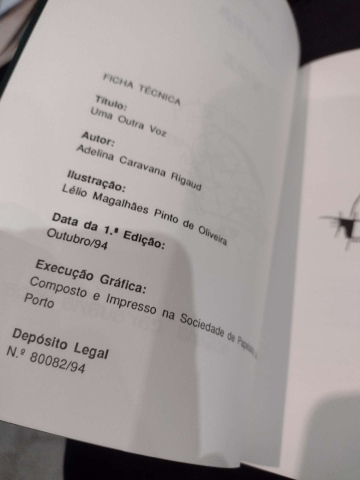 FICHA TÉCNICA
Título:
Uma Outra Voz
Autor:
Adelina Caravana Rigaud
Ilustração:
Lélio Magalhães Pinto de Oliveira
Data da 1.ª Edição:
Outubro/94
Execução Gráfica:
Composto e Impresso na Sociedade de
Porto
Depósito Legal
N.º 80082/94